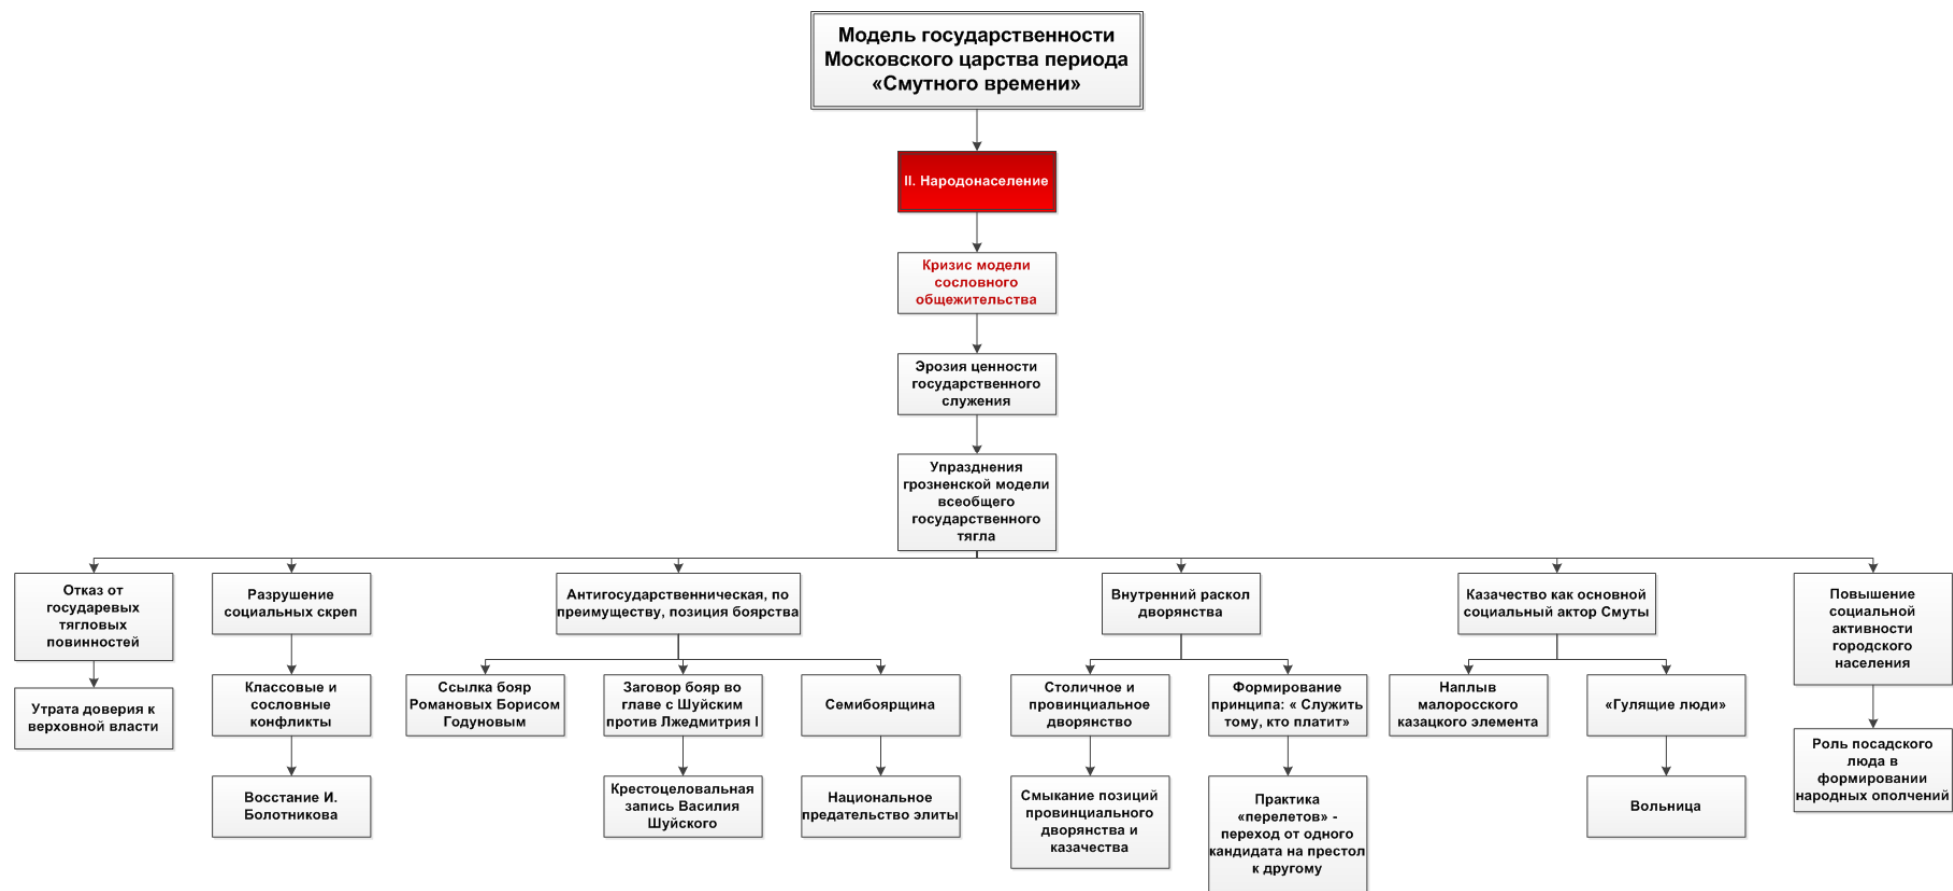 Модель государственности
Московского царства периода
«Смутного времени»
II. Народонаселение
Кризис модели
сословного
общежительства
Эрозия ценности
государственного
служения
Упразднения
грозненской модели
всеобщего
государственного
тягла
Отказ от
государевых
тягловых
повинностей
Утрата доверия к
верховной власти
Разрушение
социальных скреп
Классовые и
сословные
конфликты
Восстание И.
Болотникова
Антигосударственническая, по
преимуществу, позиция боярства
Ссылка бояр
Романовых Борисом
Годуновым
Заговор бояр во
главе с Шуйским
против Лжедмитрия I
Крестоцеловальная
запись Василия
Шуйского
Семибоярщина
Национальное
предательство элиты
Внутренний раскол
дворянства
Столичное и
провинциальное
дворянство
Смыкание позиций
провинциального
дворянства и
казачества
Формирование
принципа: « Служить
тому, кто платит»
Практика
«перелетов» -
переход от одного
кандидата на престол
к другому
Казачество как основной
социальный актор Смуты
Наплыв
малоросского
казацкого элемента
«Гулящие люди»
Вольница
Повышение
социальной
активности
городского
населения
Роль посадского
люда в
формировании
народных ополчений